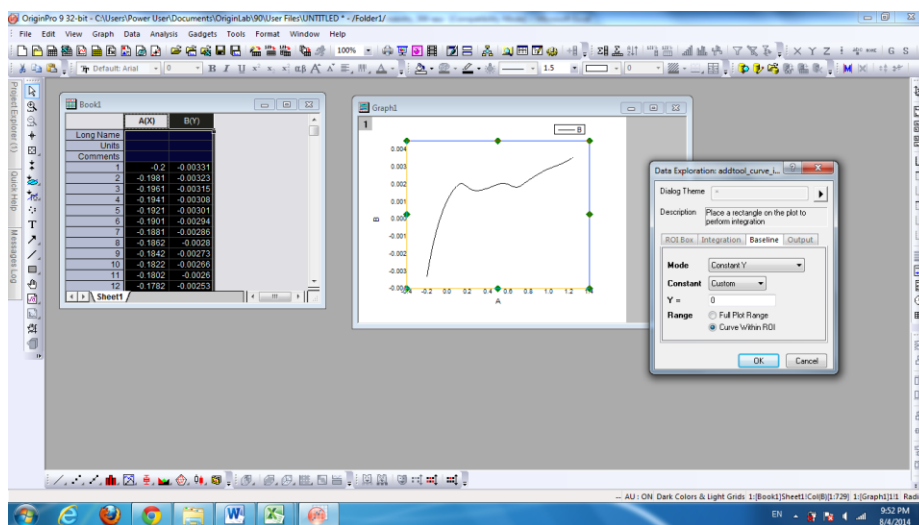 OriginPro 9 32-bit - C:\Users\Power User\Documents\OriginLab\90\User Files\UNTITLED * - /Folder1/
File Edit View Graph Data Analysis Gadgets Tools Format Window Help
100%
Default: Arial 0 B I U 1.5 0
Project Explorer (1)
Quick Help
Messages Log
Book1
A(X) B(Y)
Long Name
Units
Comments
1 -0.2 -0.00331
2 -0.1981 -0.00323
3 -0.1961 -0.00315
4 -0.1941 -0.00308
5 -0.1921 -0.00301
6 -0.1901 -0.00294
7 -0.1881 -0.00286
8 -0.1862 -0.0028
9 -0.1842 -0.00273
10 -0.1822 -0.00266
11 -0.1802 -0.0026
12 -0.1782 -0.00253
Sheet1
Graph1
1
B
0.004
0.003
0.002
0.001
0.000
-0.001
-0.002
-0.003
B
-0.2 0.0 0.2 0.4 0.6 0.8 1.0 1.2
A
Data Exploration: addtool_curve_i...
Dialog Theme *
Description Place a rectangle on the plot to
perform integration
ROI Box Integration Baseline Output
Mode Constant Y
Constant Custom
Y = 0
Range Full Plot Range
Curve Within ROI
OK Cancel
-- AU : ON Dark Colors & Light Grids 1:[Book1]Sheet1!Col(B)[1:729] 1:[Graph1]1!1 Radi
EN
9:52 PM
8/4/2014